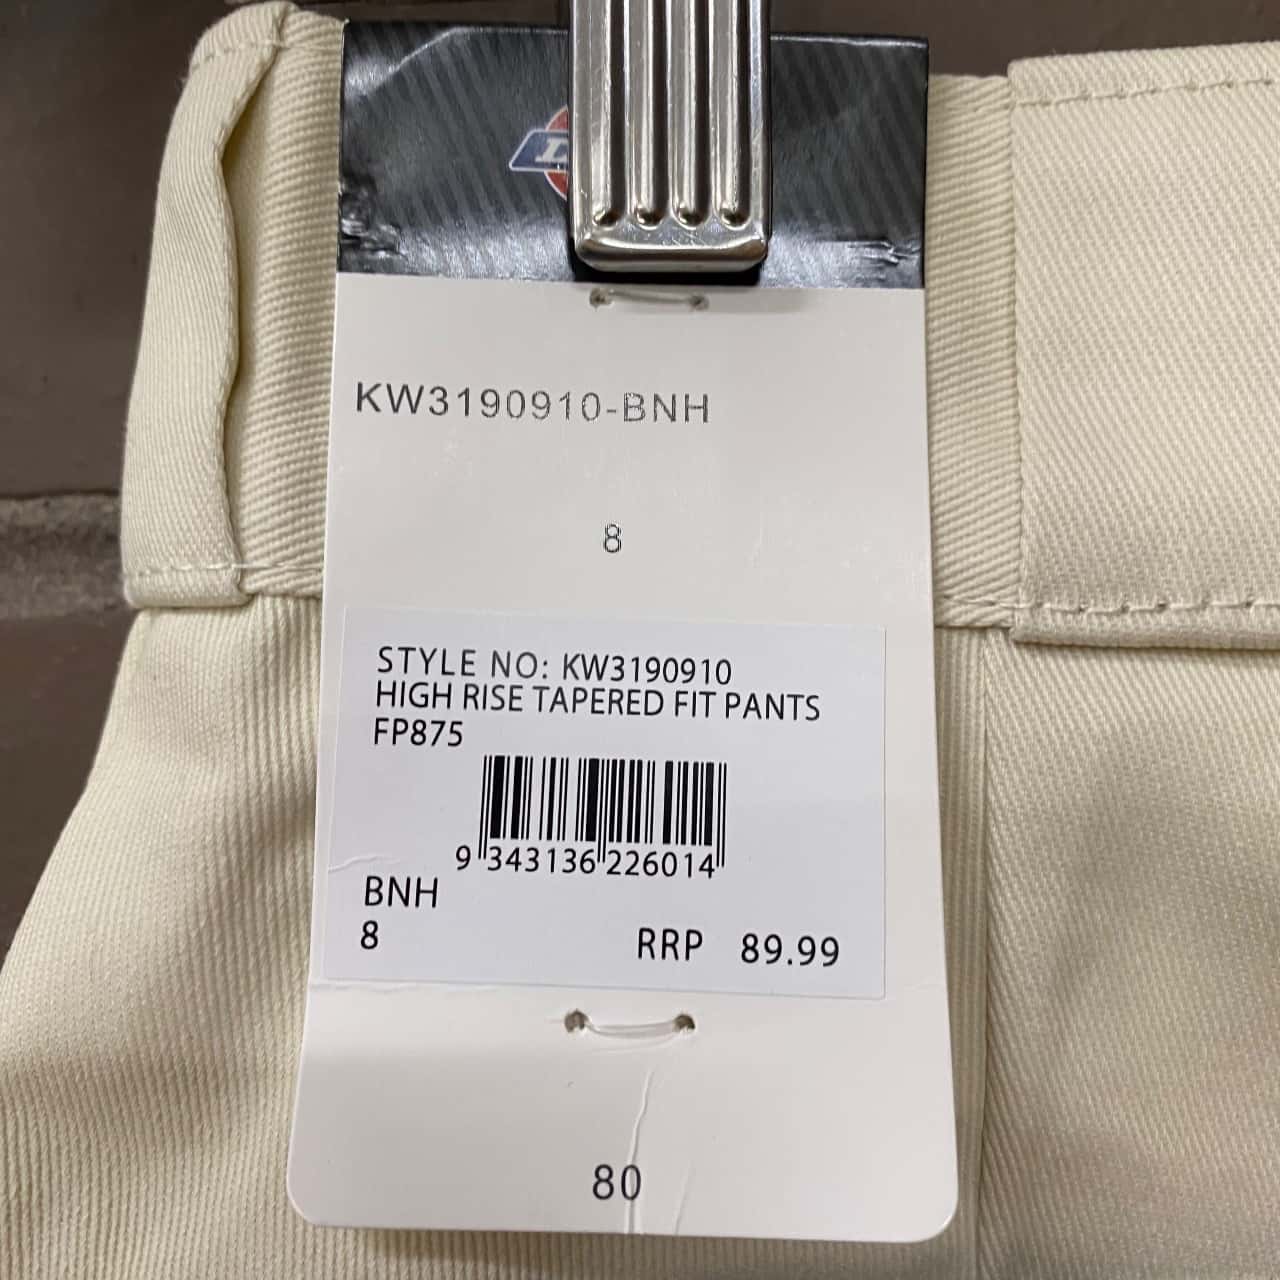 KW3190910-BNH
8
STYLE NO: KW3190910
HIGH RISE TAPERED FIT PANTS
FP875
9 343136 226014
BNH
8
RRP 89.99
80